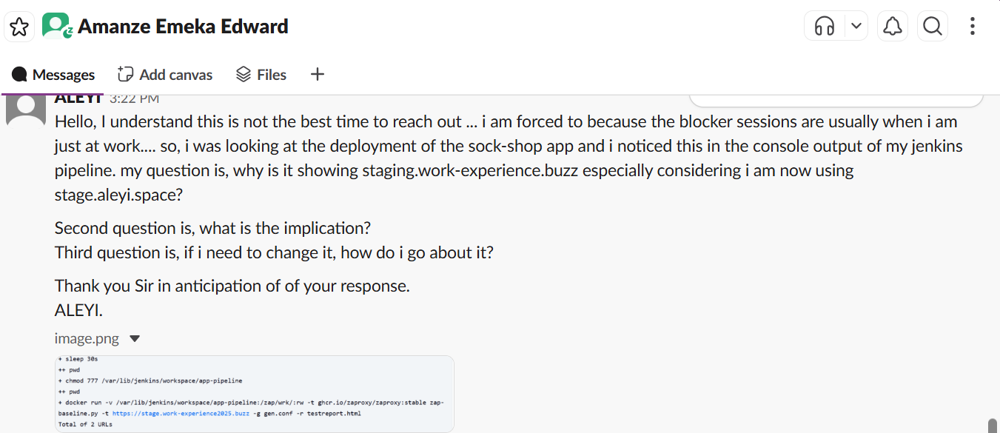 Amanze Emeka Edward
Messages
Add canvas
Files
ALEYI 3:22 PM
Hello, I understand this is not the best time to reach out ... i am forced to because the blocker sessions are usually when i am
just at work.... so, i was looking at the deployment of the sock-shop app and i noticed this in the console output of my jenkins
pipeline. my question is, why is it showing staging.work-experience.buzz especially considering i am now using
stage.aleyi.space?
Second question is, what is the implication?
Third question is, if i need to change it, how do i go about it?
Thank you Sir in anticipation of of your response.
ALEYI.
image.png
+ sleep 30s
++ pwd
+ chmod 777 /var/lib/jenkins/workspace/app-pipeline
++ pwd
+ docker run -v /var/lib/jenkins/workspace/app-pipeline:/zap/wrk/:rw -t ghcr.io/zaproxy/zaproxy:stable zap-
baseline.py -t https://stage.work-experience2025.buzz -g gen.conf -r testreport.html
Total of 2 URLs